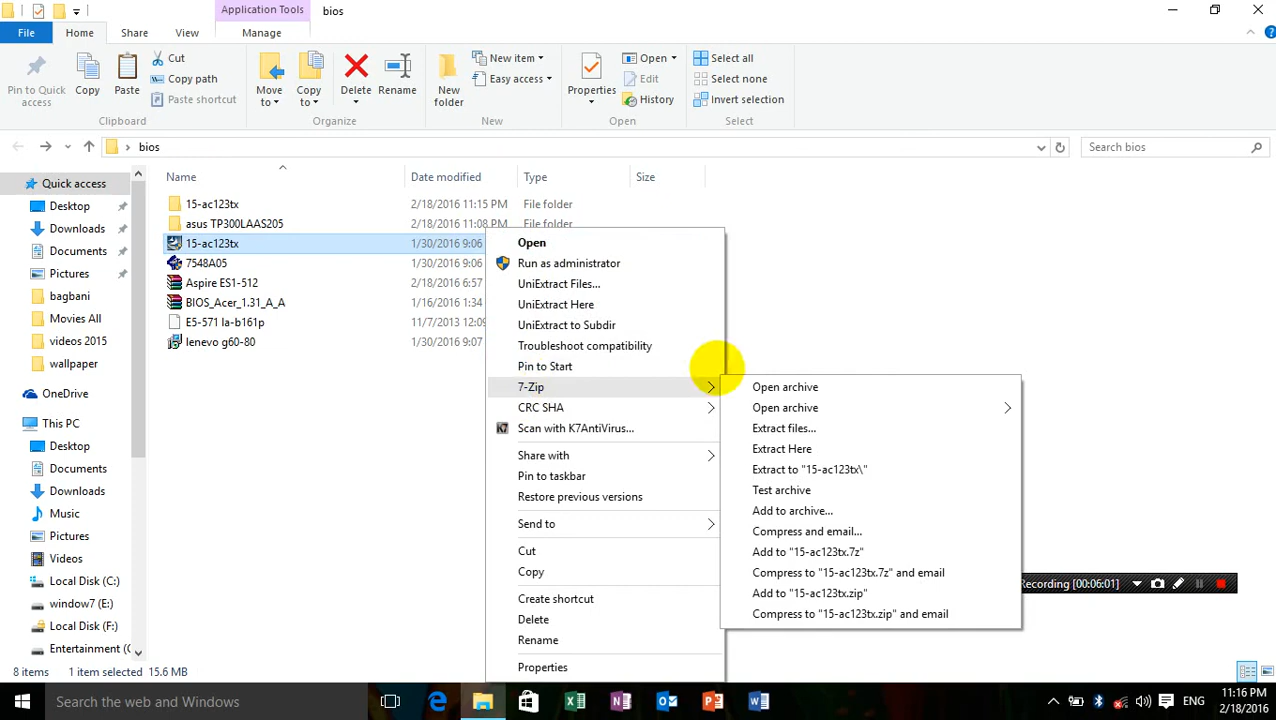 Application Tools bios
File Home Share View Manage
Pin to Quick access
Copy
Paste
Cut
Copy path
Paste shortcut
Clipboard
Move to
Copy to
Delete
Rename
Organize
New folder
New item
Easy access
New
Properties
Open
Edit
History
Open
Select all
Select none
Invert selection
Select
bios
Search bios
Name Date modified Type Size
Quick access
Desktop
Downloads
Documents
Pictures
bagbani
Movies All
videos 2015
wallpaper
OneDrive
This PC
Desktop
Documents
Downloads
Music
Pictures
Videos
Local Disk (C:)
window7 (E:)
Local Disk (F:)
Entertainment (
15-ac123tx 2/18/2016 11:15 PM File folder
asus TP300LAAS205 2/18/2016 11:08 PM File folder
15-ac123tx 1/30/2016 9:06
7548A05 1/30/2016 9:06
Aspire ES1-512 2/18/2016 6:57
BIOS_Acer_1.31_A_A 1/16/2016 1:34
E5-571 la-b161p 11/7/2013 12:09
lenevo g60-80 1/30/2016 9:07
Open
Run as administrator
UniExtract Files...
UniExtract Here
UniExtract to Subdir
Troubleshoot compatibility
Pin to Start
7-Zip
CRC SHA
Scan with K7AntiVirus...
Share with
Pin to taskbar
Restore previous versions
Send to
Cut
Copy
Create shortcut
Delete
Rename
Properties
Open archive
Open archive
Extract files...
Extract Here
Extract to "15-ac123tx\"
Test archive
Add to archive...
Compress and email...
Add to "15-ac123tx.7z"
Compress to "15-ac123tx.7z" and email
Add to "15-ac123tx.zip"
Compress to "15-ac123tx.zip" and email
Recording [00:06:01]
8 items 1 item selected 15.6 MB
Search the web and Windows
ENG
11:16 PM
2/18/2016